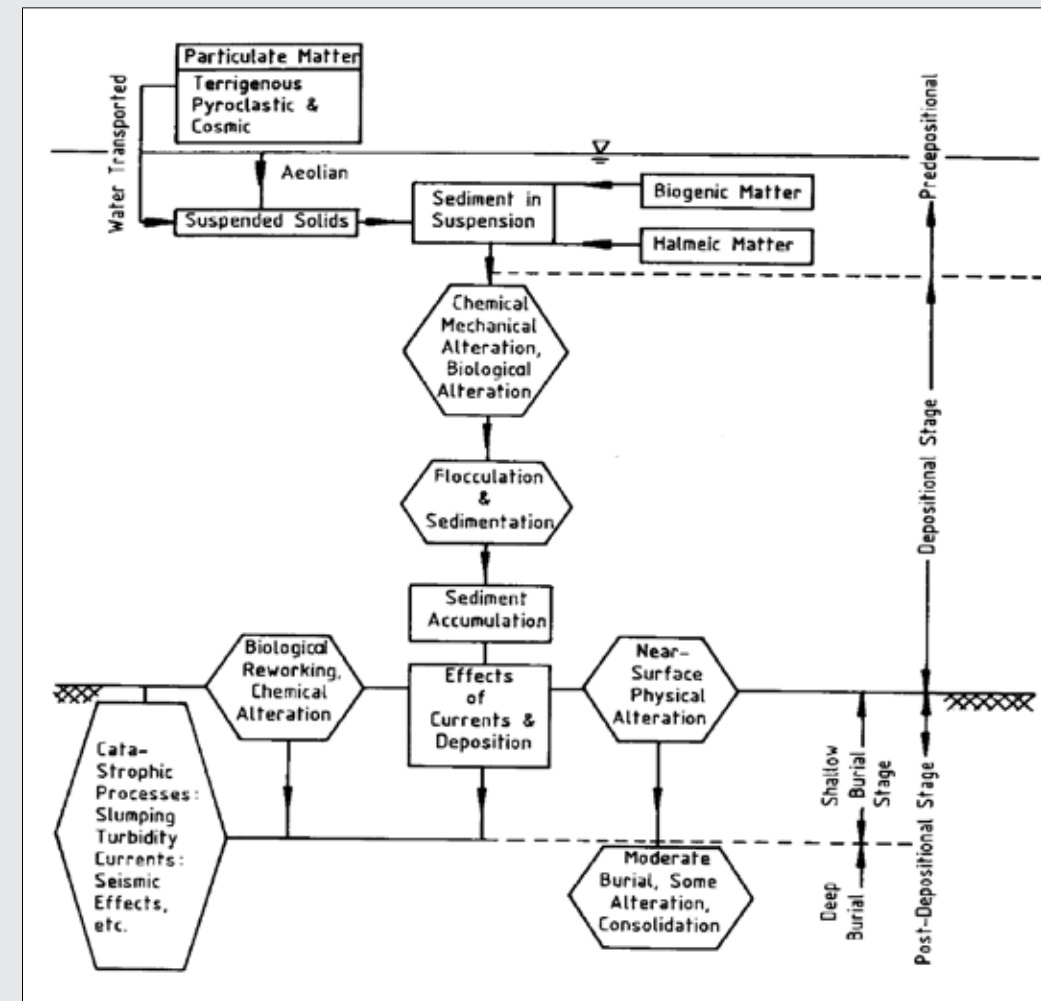 Particulate Matter
Terrigenous
Pyroclastic &
Cosmic
Water Transported
Aeolian
Suspended Solids
Sediment in
Suspension
Biogenic Matter
Halmeic Matter
Predepositional
Chemical
Mechanical
Alteration,
Biological
Alteration
Flocculation
&
Sedimentation
Depositional Stage
Sediment
Accumulation
Biological
Reworking,
Chemical
Alteration
Effects
of
Currents &
Deposition
Near-
Surface
Physical
Alteration
Cata-
Strophic
Processes:
Slumping
Turbidity
Currents:
Seismic
Effects,
etc.
Moderate
Burial, Some
Alteration,
Consolidation
Shallow
Burial
Stage
Deep
Burial
Post-Depositional Stage